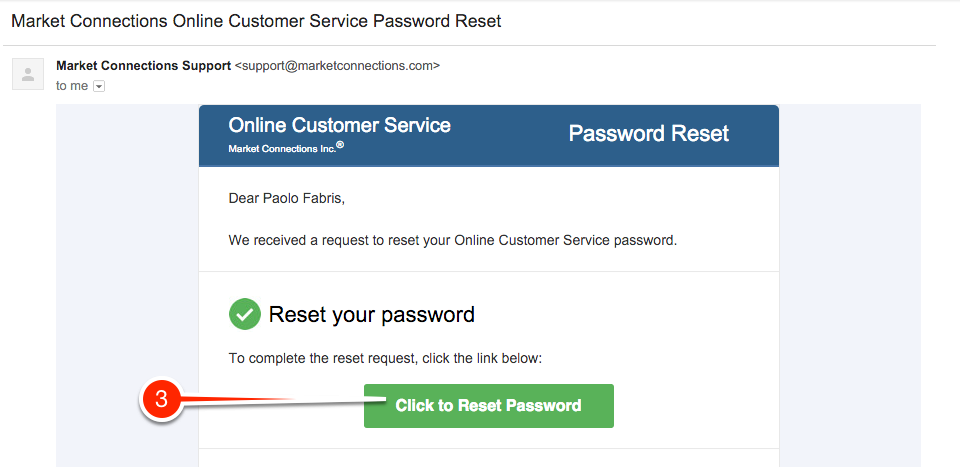 Market Connections Online Customer Service Password Reset
Market Connections Support <support@marketconnections.com>
to me
Online Customer Service
Password Reset
Market Connections Inc.®
Dear Paolo Fabris,
We received a request to reset your Online Customer Service password.
Reset your password
To complete the reset request, click the link below:
3
Click to Reset Password